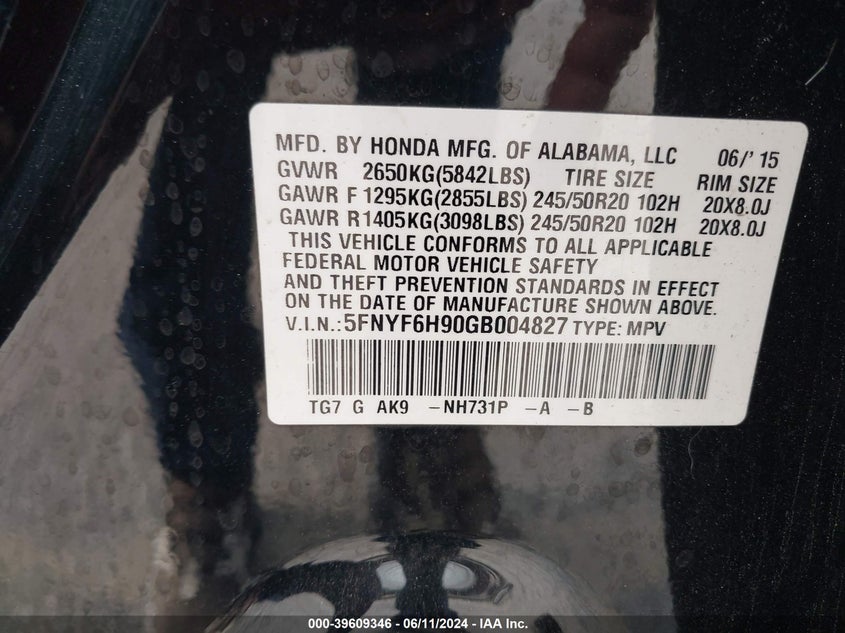 MFD. BY HONDA MFG. OF ALABAMA, LLC 06/' 15
GVWR 2650KG(5842LBS) TIRE SIZE RIM SIZE
GAWR F 1295KG(2855LBS) 245/50R20 102H 20X8.0J
GAWR R1405KG(3098LBS) 245/50R20 102H 20X8.0J
THIS VEHICLE CONFORMS TO ALL APPLICABLE
FEDERAL MOTOR VEHICLE SAFETY
AND THEFT PREVENTION STANDARDS IN EFFECT
ON THE DATE OF MANUFACTURE SHOWN ABOVE.
V.I.N.:5FNYF6H90GB004827 TYPE: MPV
TG7 G AK9 -NH731P -A -B
000-39609346 - 06/11/2024 - IAA Inc.